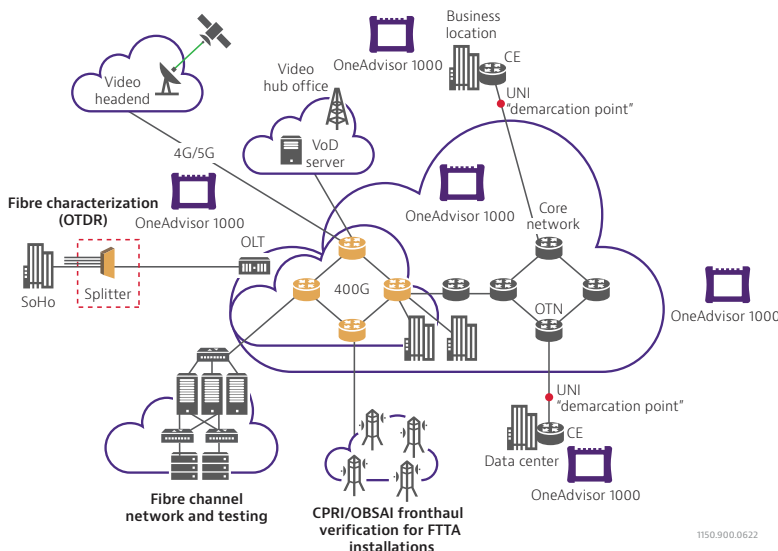 Business
location
OneAdvisor 1000
CE
UNI
“demarcation point”
Video
headend
Video
hub office
VoD
server
4G/5G
Fibre characterization
(OTDR)
OneAdvisor 1000
OneAdvisor 1000
Core
network
OLT
SoHo
Splitter
400G
OTN
OneAdvisor 1000
UNI
“demarcation point”
CE
Data center
OneAdvisor 1000
Fibre channel
network and testing
CPRI/OBSAI fronthaul
verification for FTTA
installations
1150.900.0622